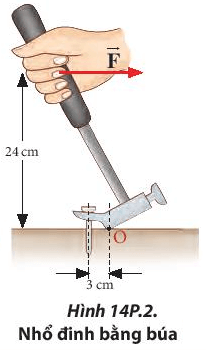 F
24 cm
O
3 cm
Hình 14P.2.
Nhổ đinh bằng búa